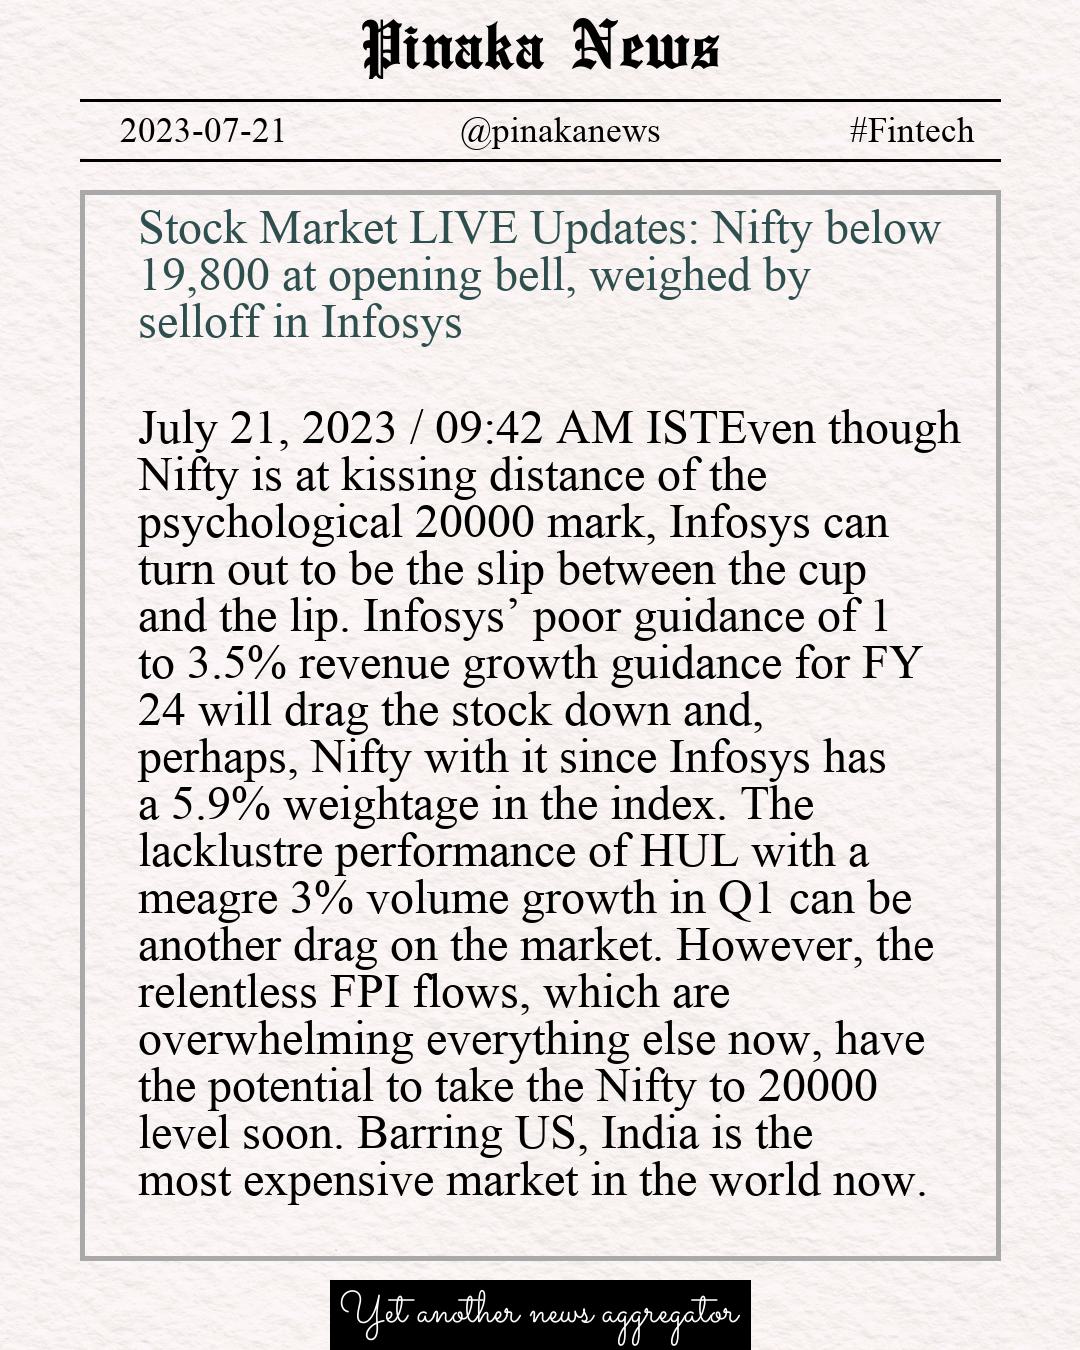 Pinaka News
2023-07-21 @pinakanews #Fintech
Stock Market LIVE Updates: Nifty below
19,800 at opening bell, weighed by
selloff in Infosys
July 21, 2023 / 09:42 AM ISTEven though
Nifty is at kissing distance of the
psychological 20000 mark, Infosys can
turn out to be the slip between the cup
and the lip. Infosys’ poor guidance of 1
to 3.5% revenue growth guidance for FY
24 will drag the stock down and,
perhaps, Nifty with it since Infosys has
a 5.9% weightage in the index. The
lacklustre performance of HUL with a
meagre 3% volume growth in Q1 can be
another drag on the market. However, the
relentless FPI flows, which are
overwhelming everything else now, have
the potential to take the Nifty to 20000
level soon. Barring US, India is the
most expensive market in the world now.
Yet another news aggregator